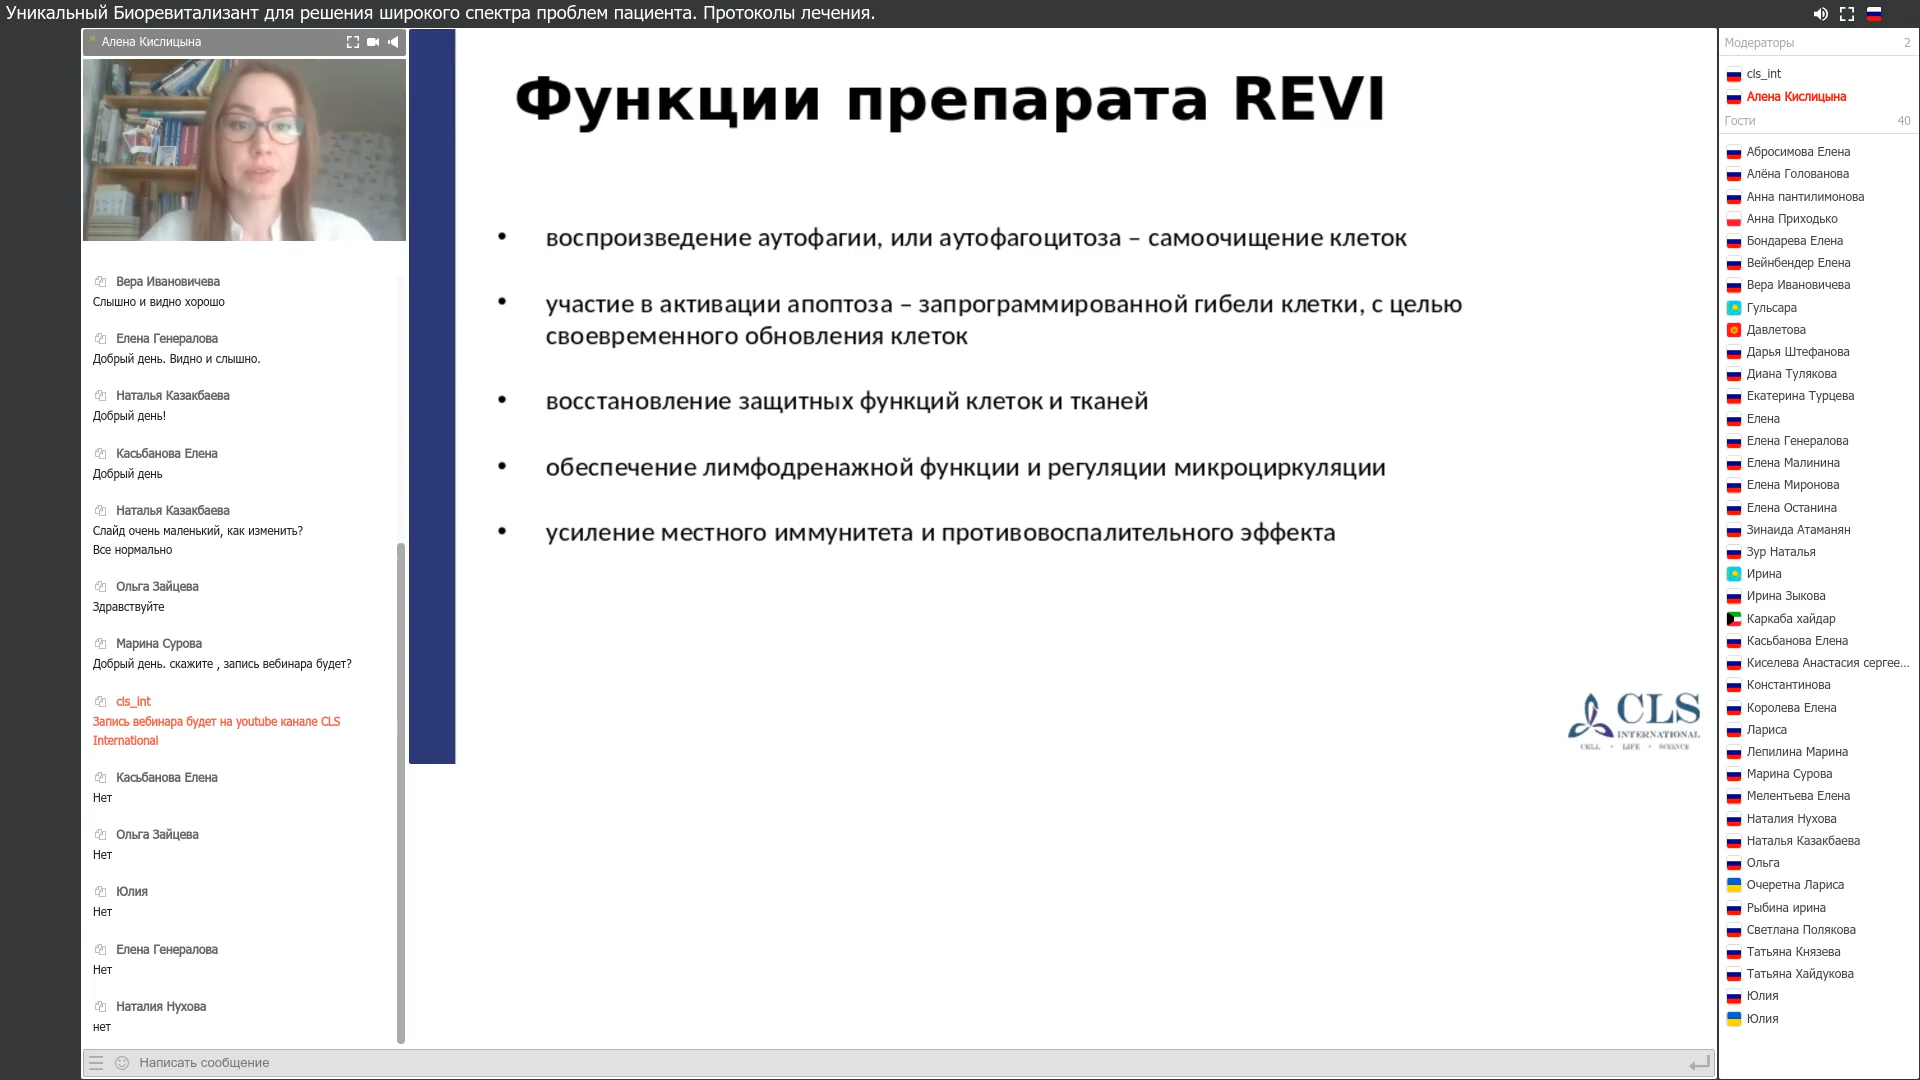 Уникальный Биоревитализант для решения широкого спектра проблем пациента. Протоколы лечения.
Алена Кислицына
Вера Ивановичева
Слышно и видно хорошо
Елена Генералова
Добрый день. Видно и слышно.
Наталья Казакбаева
Добрый день!
Касьбанова Елена
Добрый день
Наталья Казакбаева
Слайд очень маленький, как изменить?
Все нормально
Ольга Зайцева
Здравствуйте
Марина Сурова
Добрый день. скажите , запись вебинара будет?
cls_int
Запись вебинара будет на youtube канале CLS
International
Касьбанова Елена
Нет
Ольга Зайцева
Нет
Юлия
Нет
Елена Генералова
Нет
Наталия Нухова
нет
Написать сообщение
Функции препарата REVI
• воспроизведение аутофагии, или аутофагоцитоза – самоочищение клеток
• участие в активации апоптоза – запрограммированной гибели клетки, с целью
своевременного обновления клеток
• восстановление защитных функций клеток и тканей
• обеспечение лимфодренажной функции и регуляции микроциркуляции
• усиление местного иммунитета и противовоспалительного эффекта
CLS
INTERNATIONAL
CELL • LIFE • SCIENCE
Модераторы 2
cls_int
Алена Кислицына
Гости 40
Абросимова Елена
Алёна Голованова
Анна пантилимонова
Анна Приходько
Бондарева Елена
Вейнбендер Елена
Вера Ивановичева
Гульсара
Давлетова
Дарья Штефанова
Диана Тулякова
Екатерина Турцева
Елена
Елена Генералова
Елена Малинина
Елена Миронова
Елена Останина
Зинаида Атаманян
Зур Наталья
Ирина
Ирина Зыкова
Каркаба хайдар
Касьбанова Елена
Киселева Анастасия сергее...
Константинова
Королева Елена
Лариса
Лепилина Марина
Марина Сурова
Мелентьева Елена
Наталия Нухова
Наталья Казакбаева
Ольга
Очеретна Лариса
Рыбина ирина
Светлана Полякова
Татьяна Князева
Татьяна Хайдукова
Юлия
Юлия